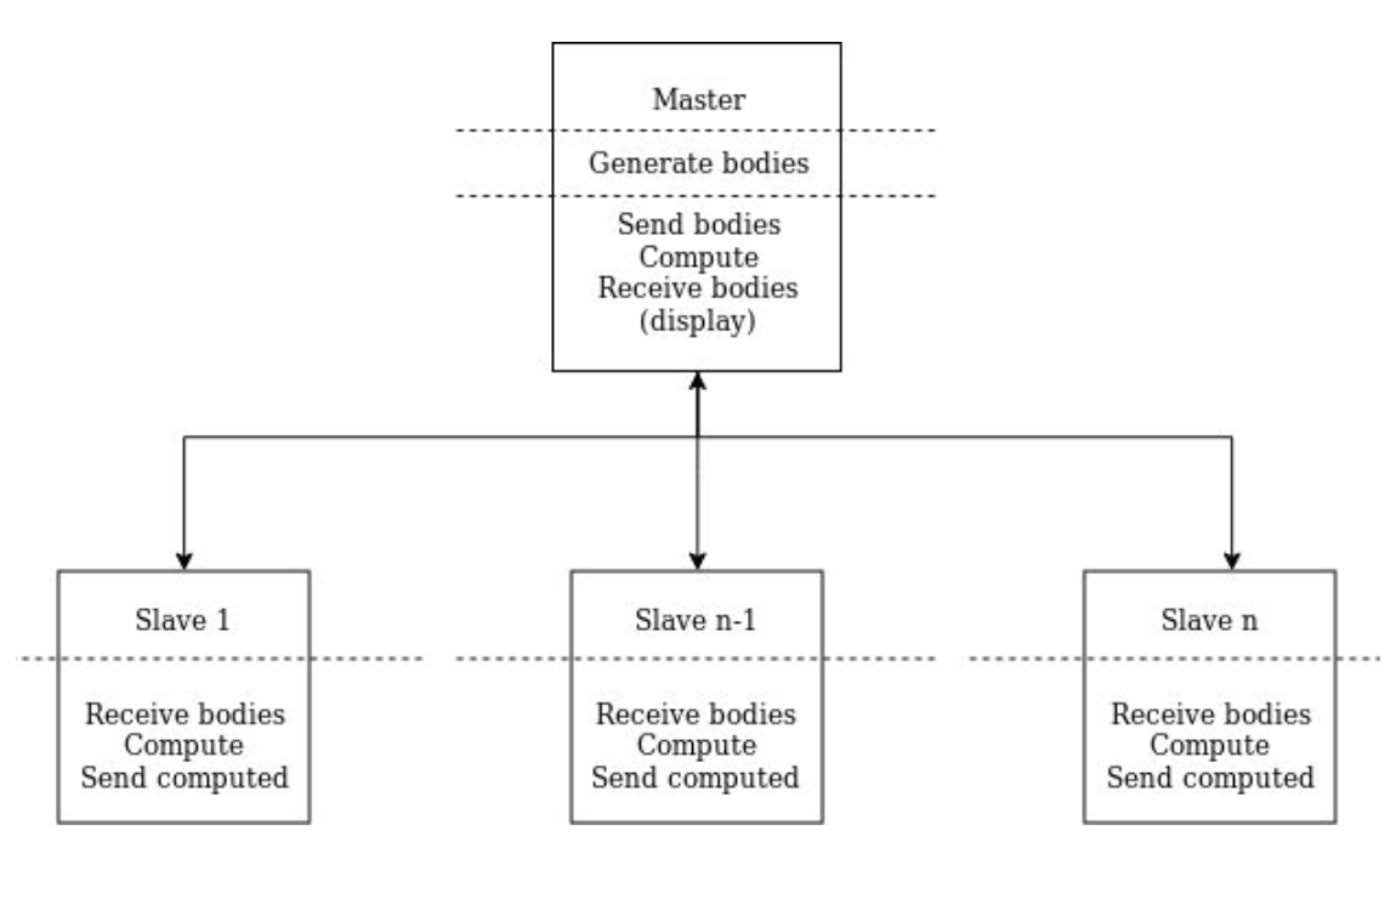 Master
Generate bodies
Send bodies
Compute
Receive bodies
(display)
Slave 1
Receive bodies
Compute
Send computed
Slave n-1
Receive bodies
Compute
Send computed
Slave n
Receive bodies
Compute
Send computed